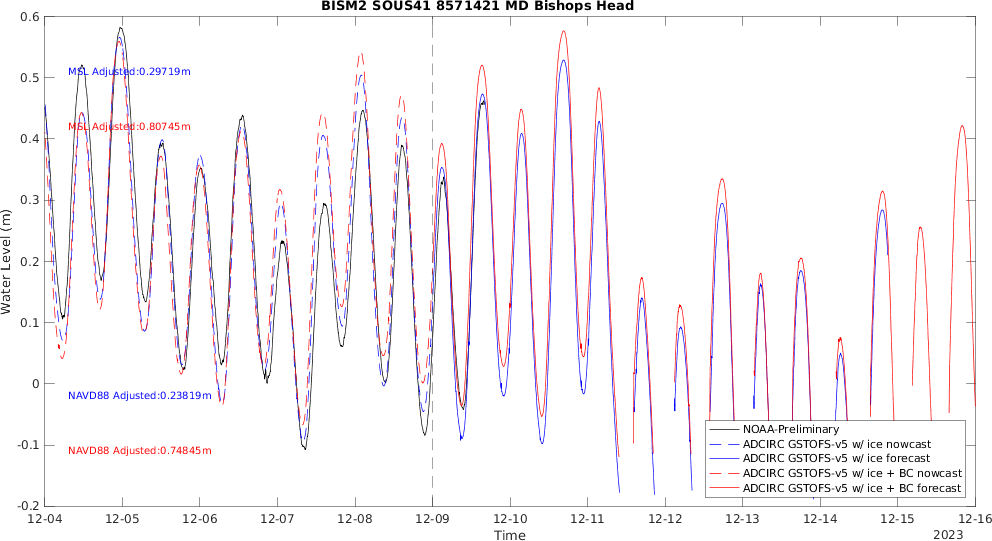 BISM2 SOUS41 8571421 MD Bishops Head
Water Level (m)
0.6
0.5
0.4
0.3
0.2
0.1
0
-0.1
-0.2
MSL Adjusted:0.29719m
MSL Adjusted:0.80745m
NAVD88 Adjusted:0.23819m
NAVD88 Adjusted:0.74845m
NOAA-Preliminary
ADCIRC GSTOFS-v5 w/ ice nowcast
ADCIRC GSTOFS-v5 w/ ice forecast
ADCIRC GSTOFS-v5 w/ ice + BC nowcast
ADCIRC GSTOFS-v5 w/ ice + BC forecast
12-04 12-05 12-06 12-07 12-08 12-09 12-10 12-11 12-12 12-13 12-14 12-15 12-16
Time
2023